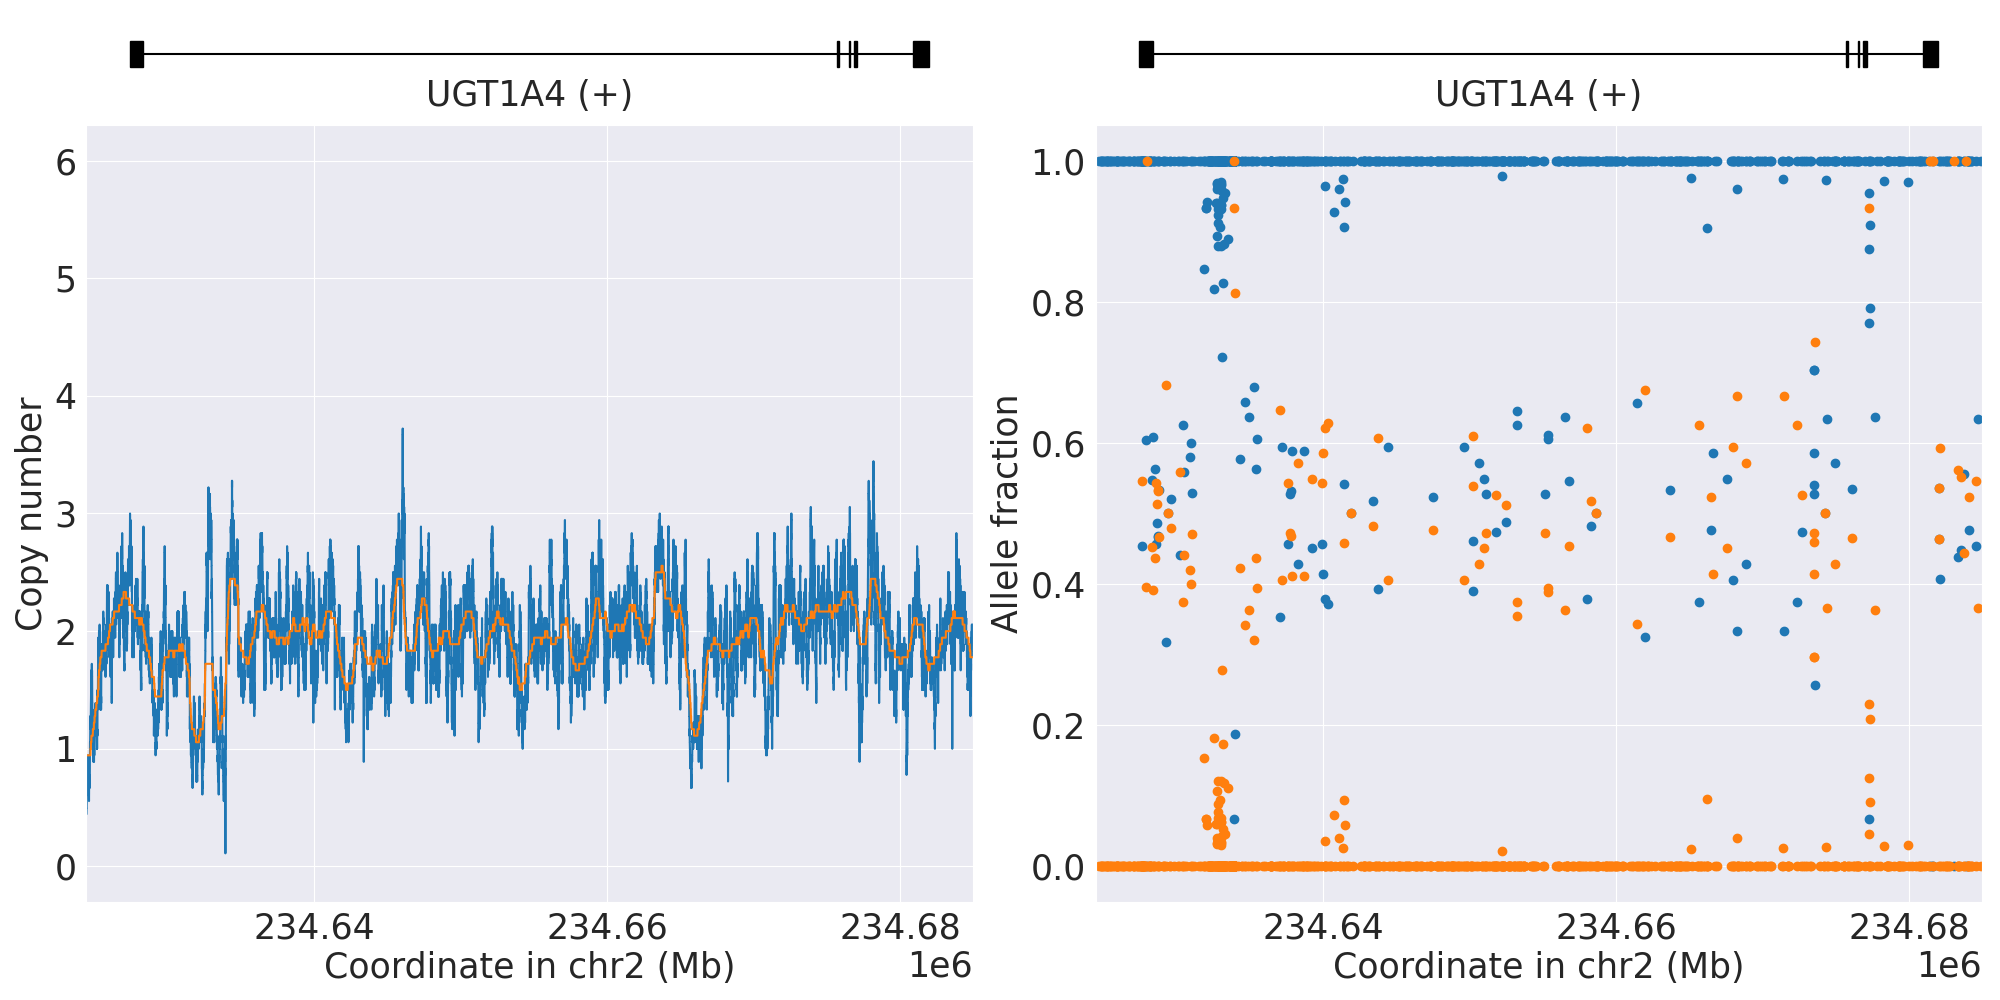 UGT1A4 (+)
6
5
4
3
2
1
0
Copy number
234.64
234.66
234.68
Coordinate in chr2 (Mb)
1e6
UGT1A4 (+)
1.0
0.8
0.6
0.4
0.2
0.0
Allele fraction
234.64
234.66
234.68
Coordinate in chr2 (Mb)
1e6